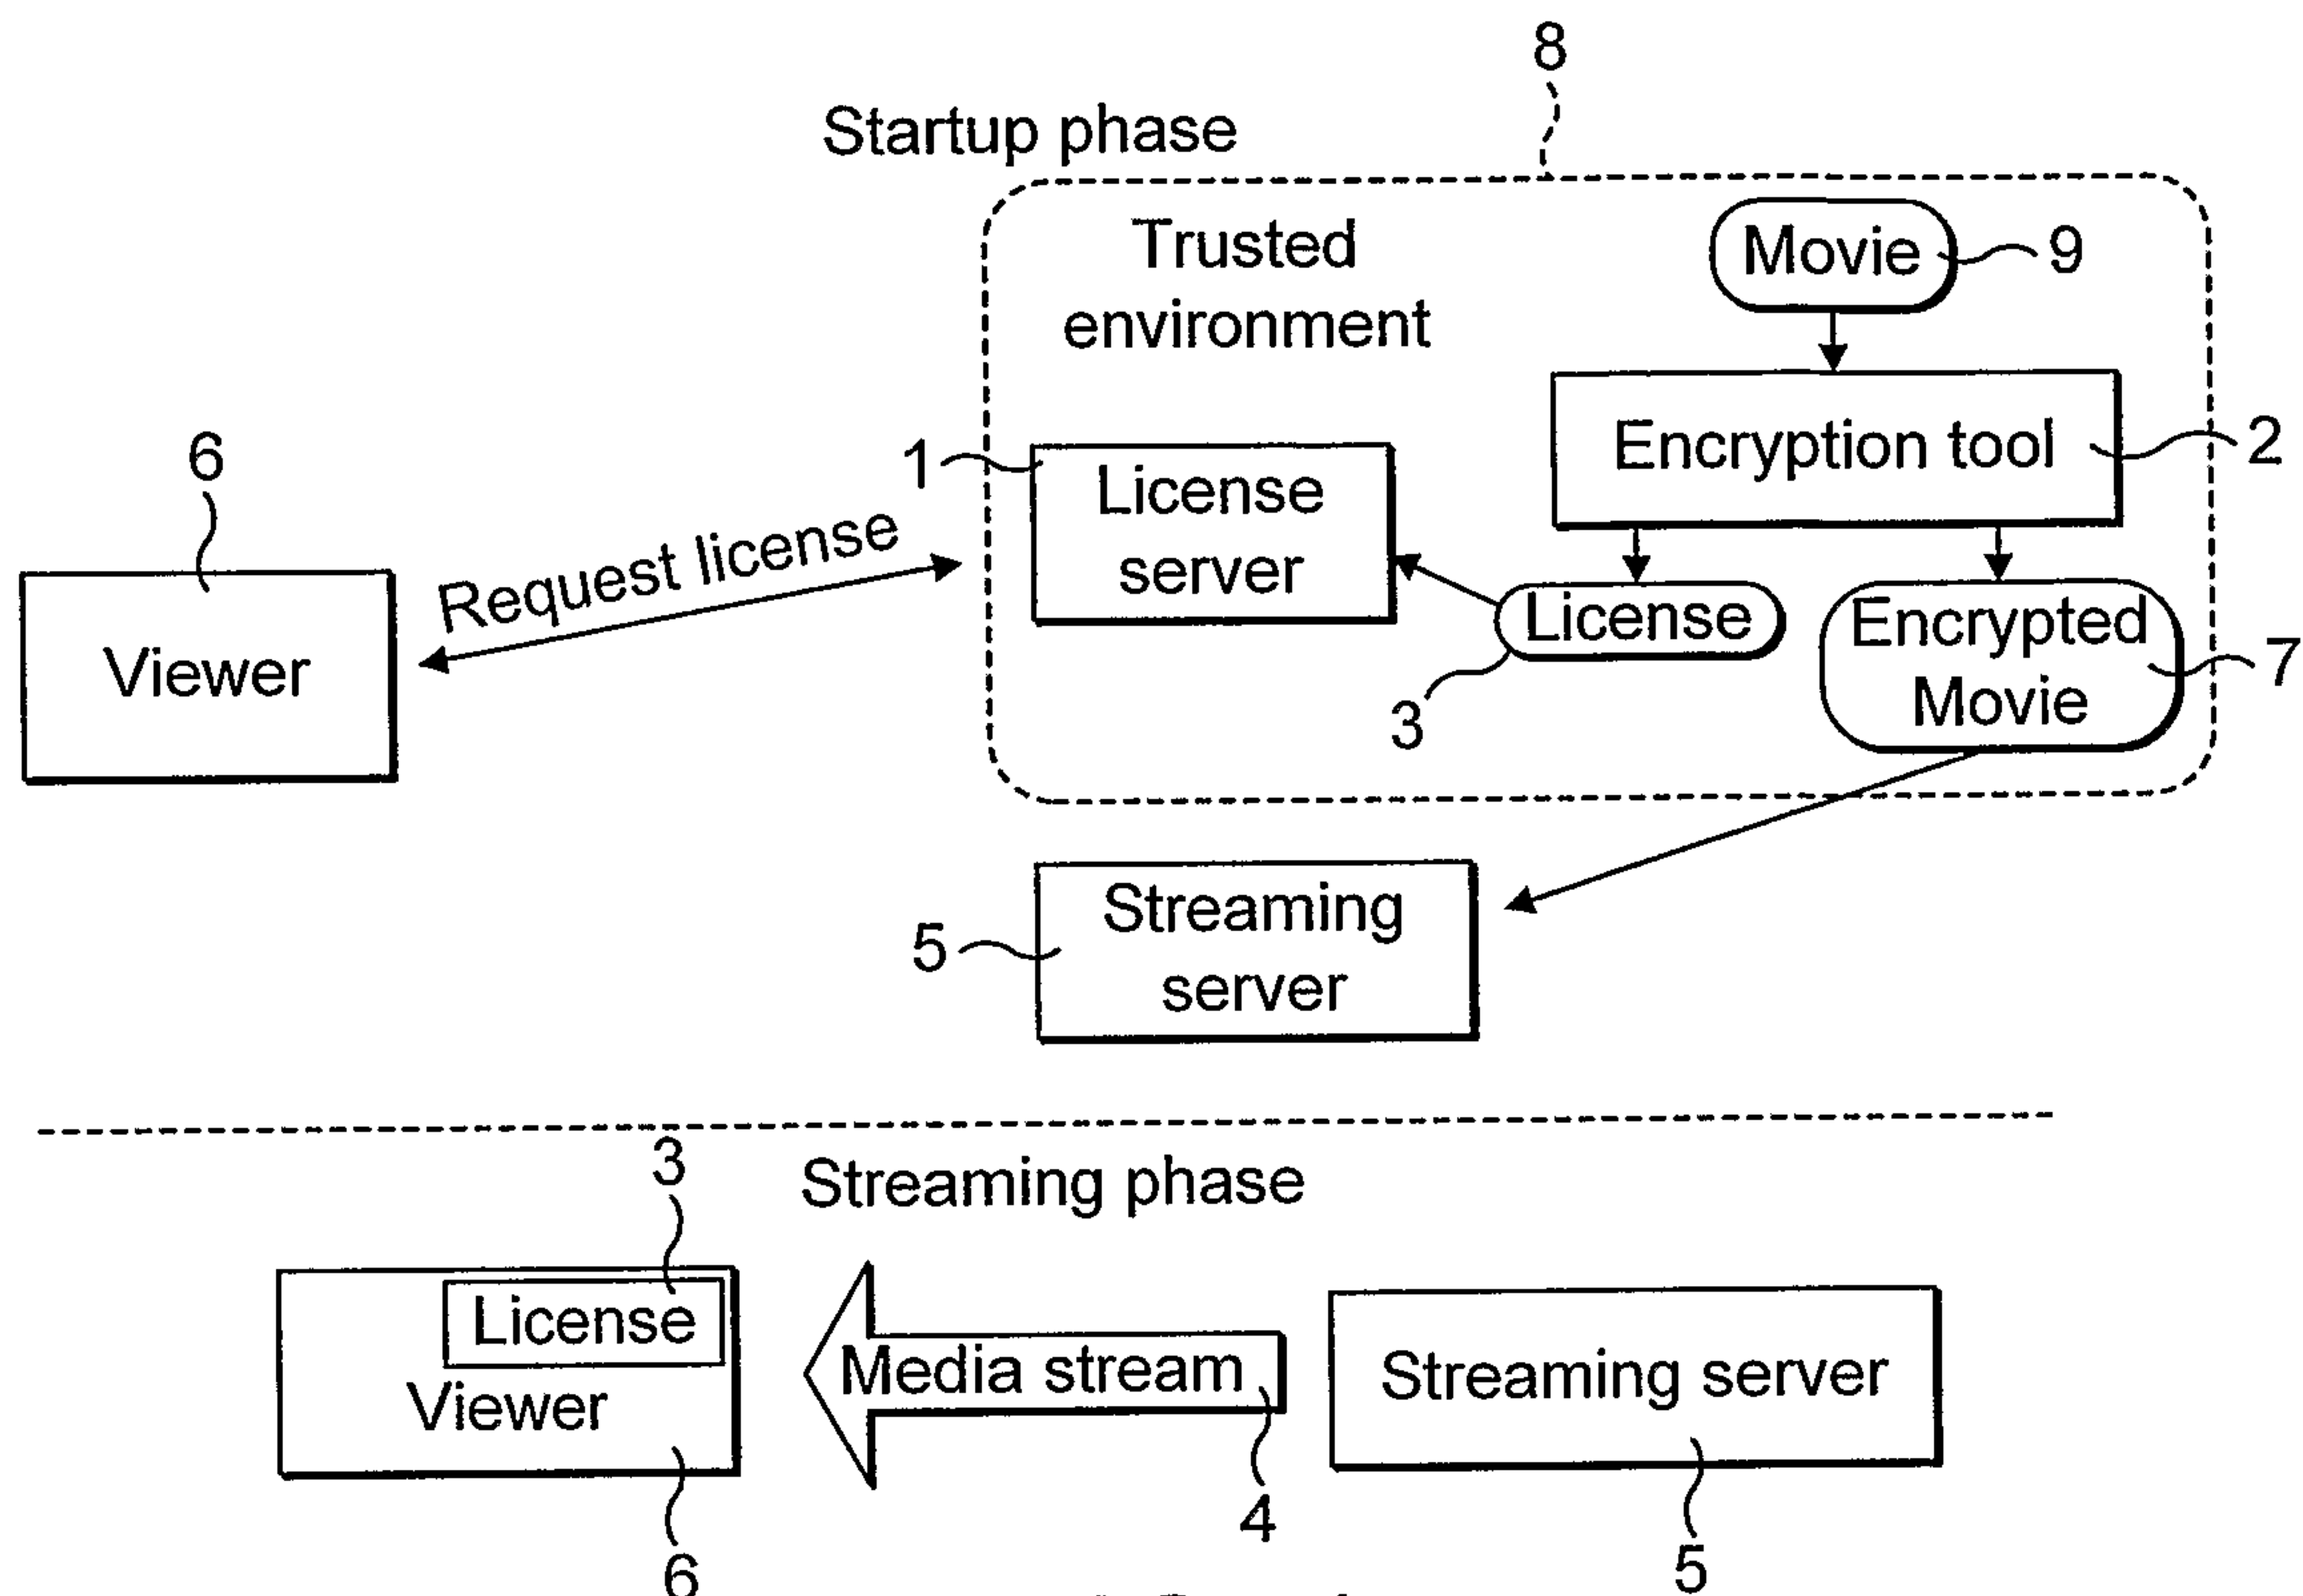 8
Startup phase
Trusted
environment
Movie
9
Encryption tool
2
1
License
server
6
Request license
Viewer
License
3
Encrypted
Movie
7
5
Streaming
server
Streaming phase
3
License
Viewer
6
Media stream
4
Streaming server
5